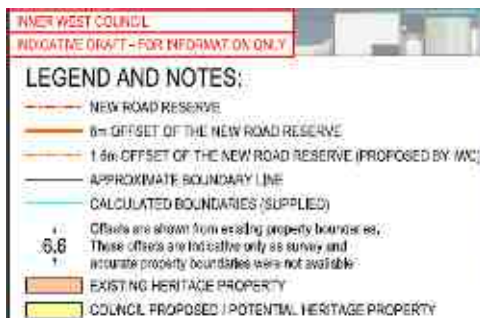 INNER WEST COUNCIL
INDICATIVE DRAFT - FOR INFORMATION ONLY
LEGEND AND NOTES:
NEW ROAD RESERVE
6m OFFSET OF THE NEW ROAD RESERVE
1.5m OFFSET OF THE NEW ROAD RESERVE (PROPOSED BY IWC)
APPROXIMATE BOUNDARY LINE
CALCULATED BOUNDARIES (SUPPLIED)
Offsets are shown from existing property boundaries.
6.6 These offsets are indicative only as survey and
accurate property boundaries were not available
EXISTING HERITAGE PROPERTY
COUNCIL PROPOSED / POTENTIAL HERITAGE PROPERTY